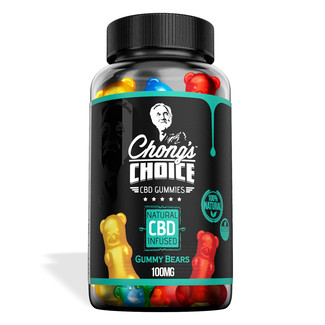 Chong's
CHOICE
CBD GUMMIES
NATURAL
CBD
INFUSED
100%
NATURAL
GUMMY BEARS
100MG